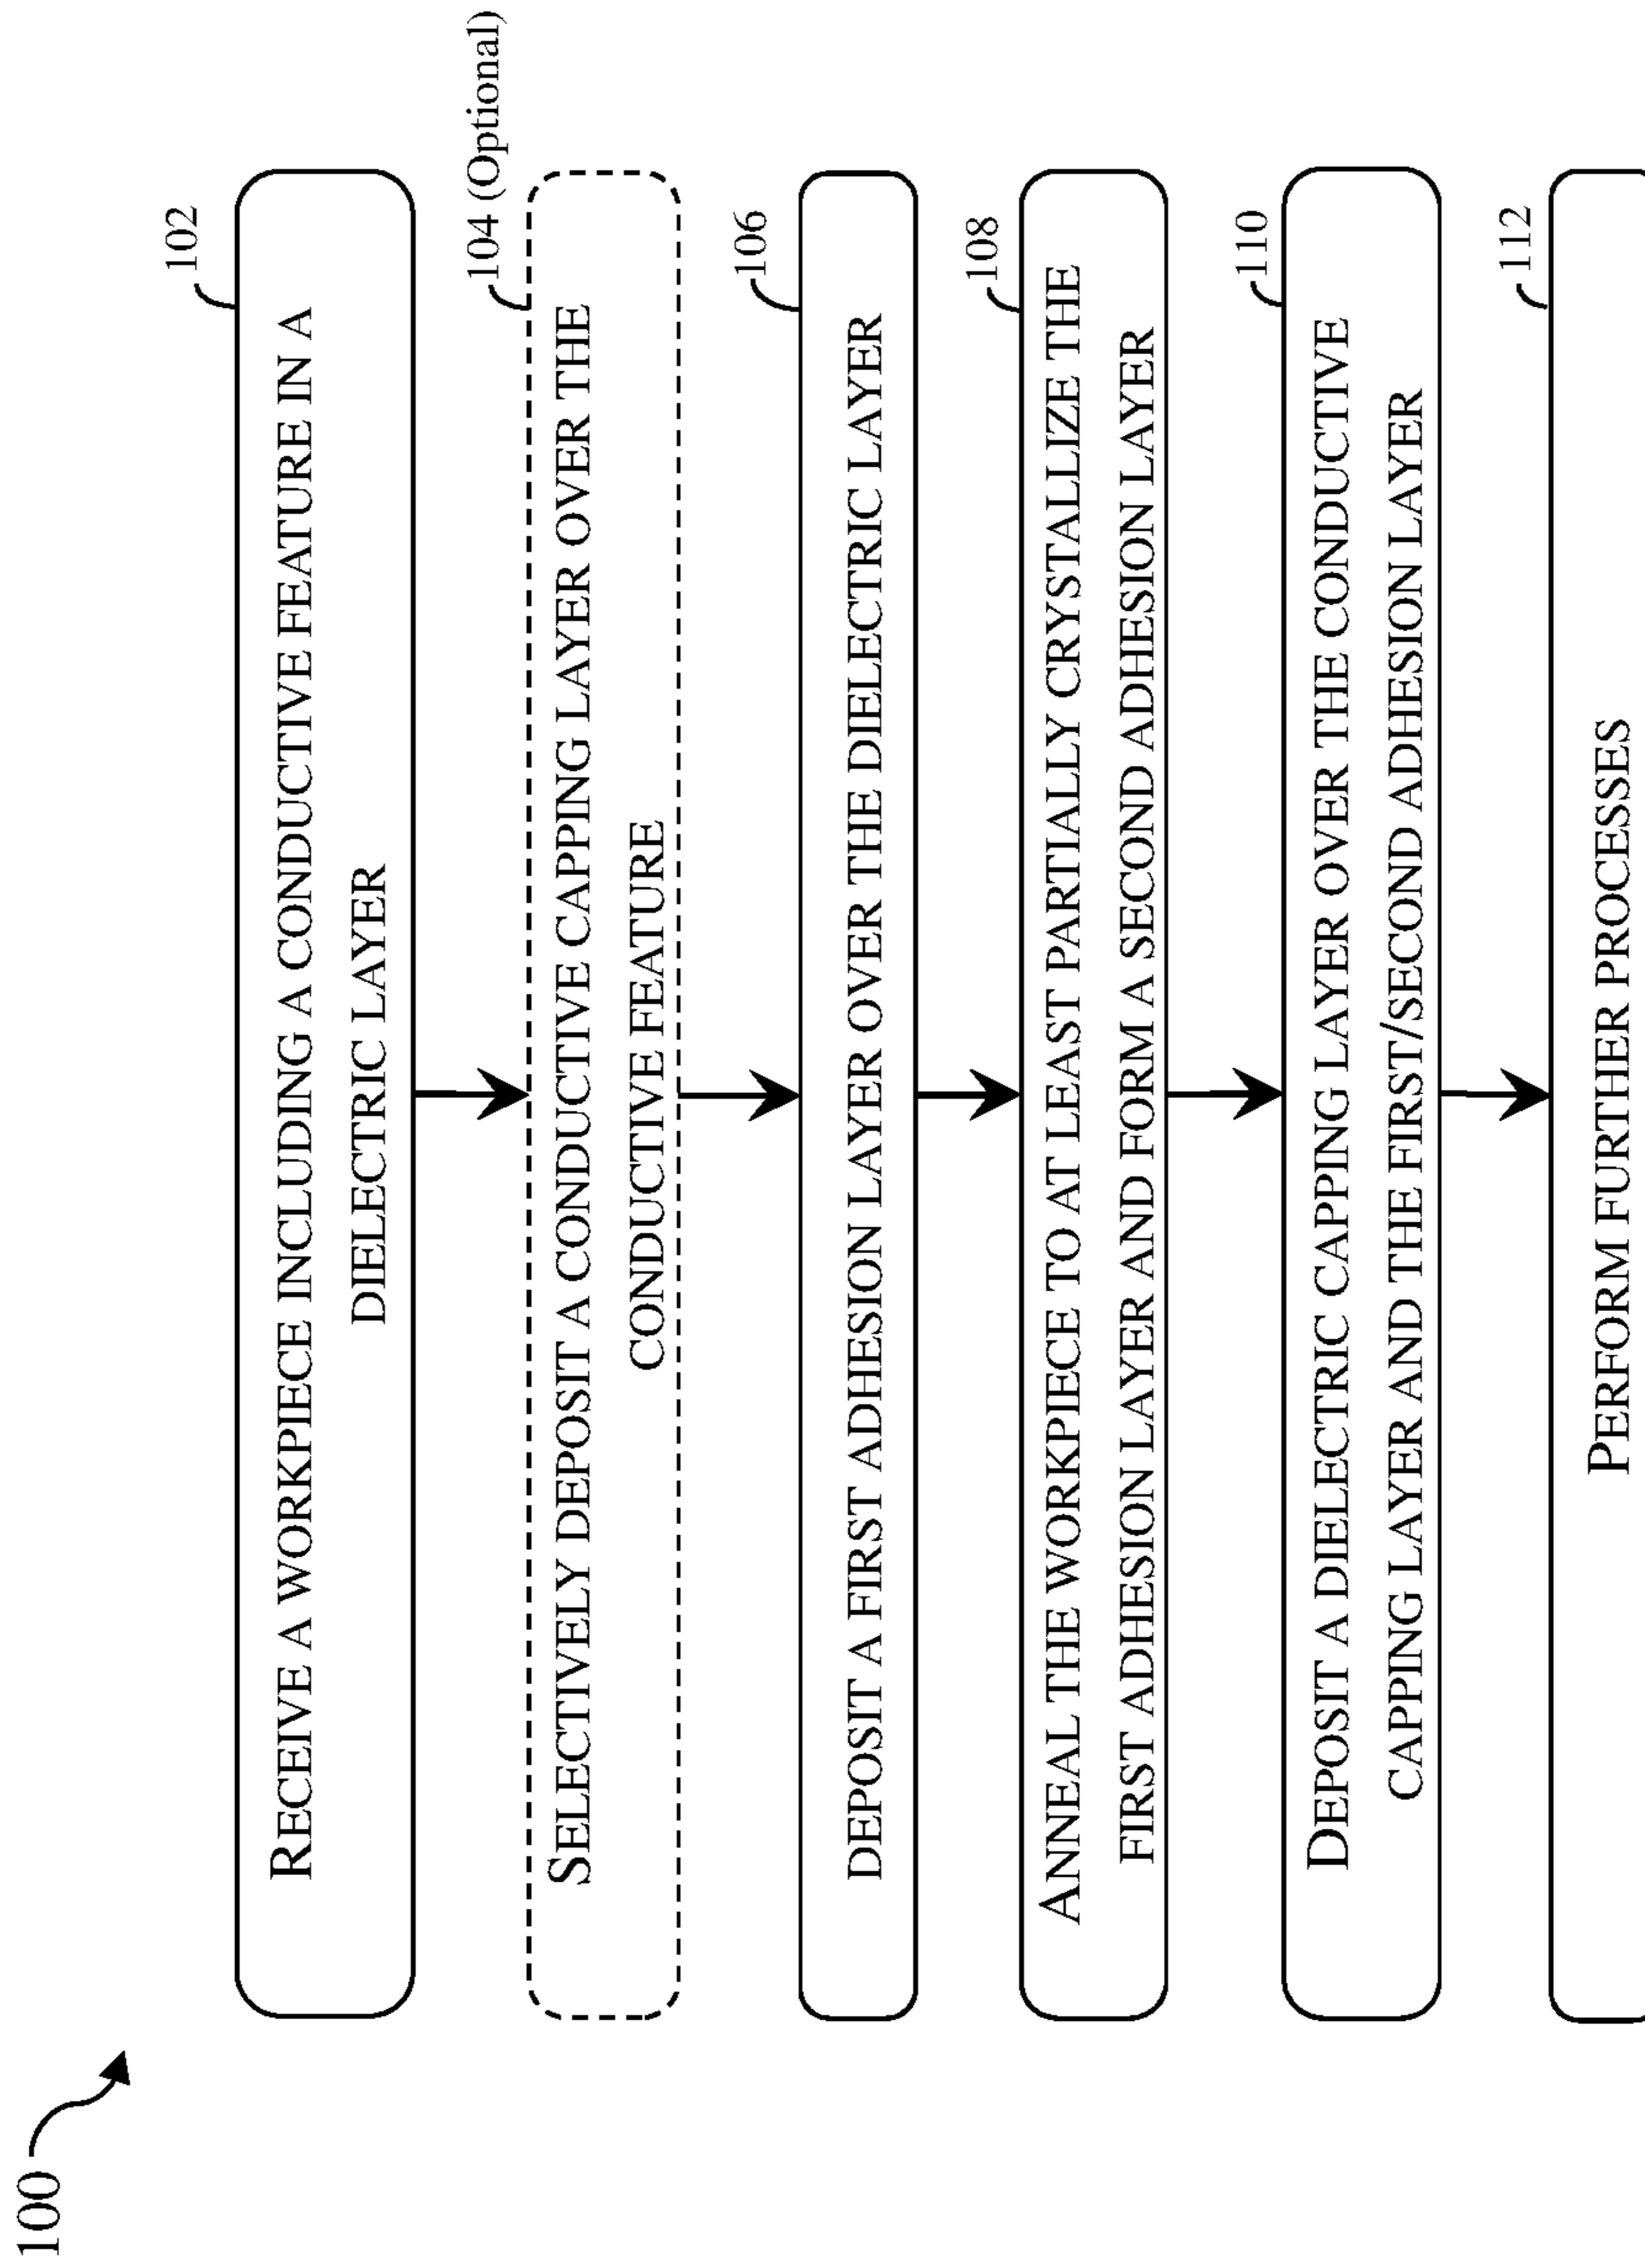 100
102
RECEIVE A WORKPIECE INCLUDING A CONDUCTIVE FEATURE IN A
DIELECTRIC LAYER
104 (Optional)
SELECTIVELY DEPOSIT A CONDUCTIVE CAPPING LAYER OVER THE
CONDUCTIVE FEATURE
106
DEPOSIT A FIRST ADHESION LAYER OVER THE DIELECTRIC LAYER
108
ANNEAL THE WORKPIECE TO AT LEAST PARTIALLY CRYSTALLIZE THE
FIRST ADHESION LAYER AND FORM A SECOND ADHESION LAYER
110
DEPOSIT A DIELECTRIC CAPPING LAYER OVER THE CONDUCTIVE
CAPPING LAYER AND THE FIRST/SECOND ADHESION LAYER
112
PERFORM FURTHER PROCESSES